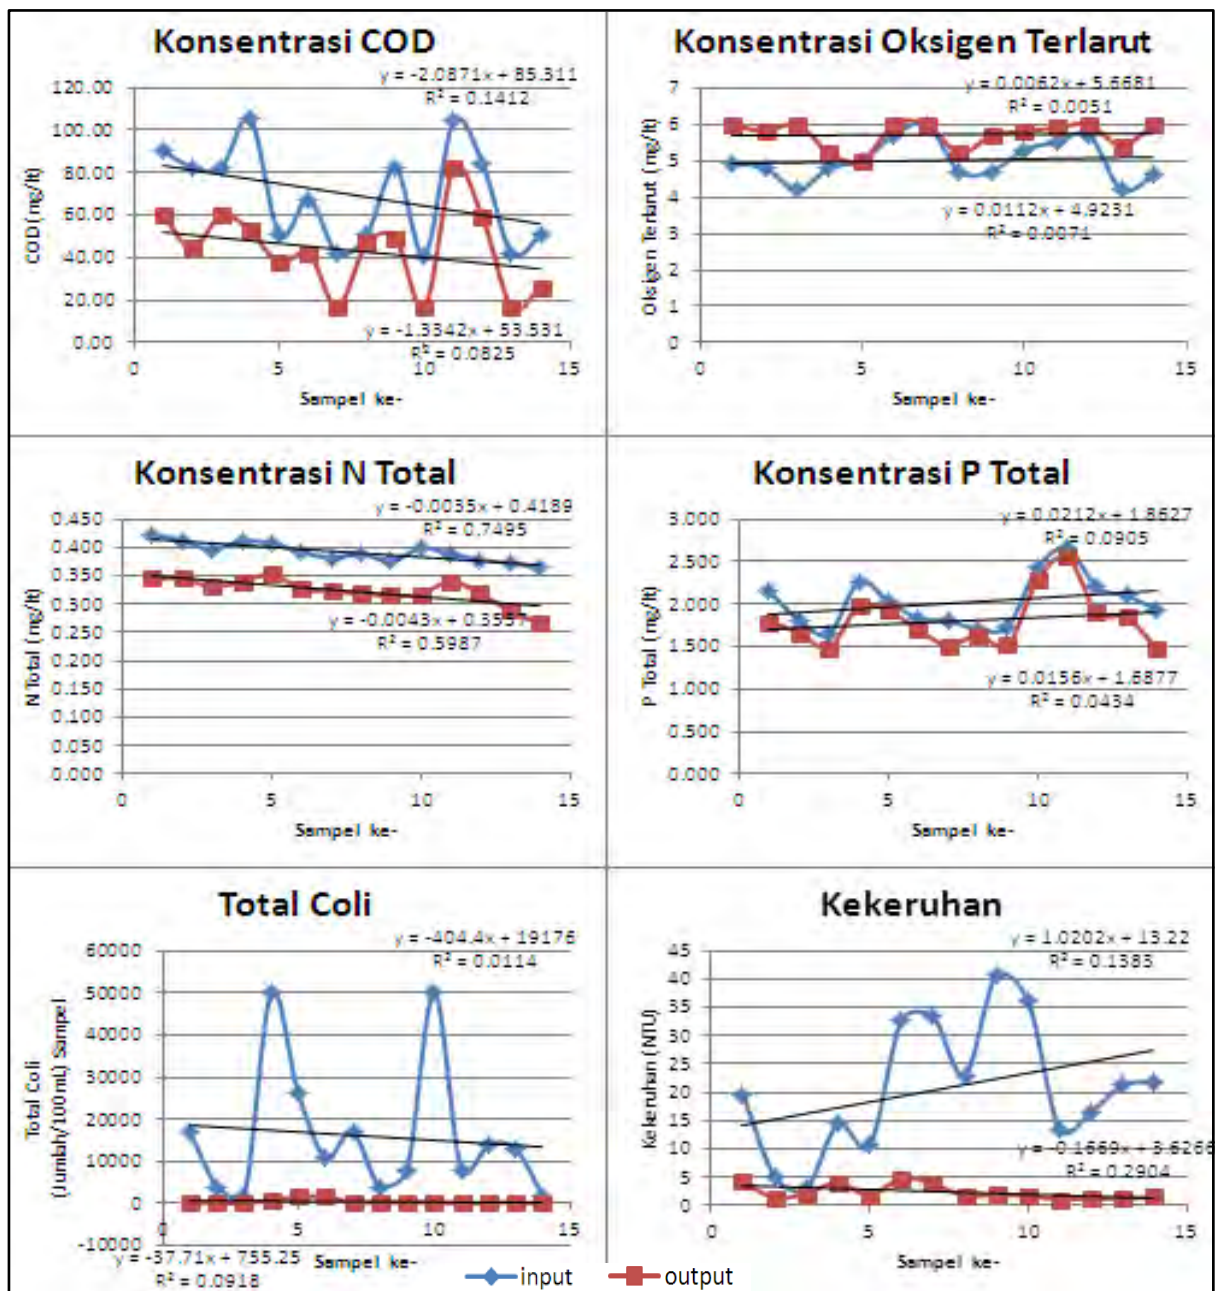 Konsentrasi COD
y = -2.0871x + 85.311
R² = 0.1412
120.00
100.00
80.00
60.00
40.00
20.00
0.00
COD (mg/lt)
y = -1.3342x + 53.531
R² = 0.0825
0 5 10 15
Sampel ke-
Konsentrasi Oksigen Terlarut
y = 0.0062x + 5.6681
R² = 0.0051
7
6
5
4
3
2
1
0
Oksigen Terlarut (mg/lt)
y = 0.0112x + 4.9231
R² = 0.0071
0 5 10 15
Sampel ke-
Konsentrasi N Total
y = -0.0035x + 0.4189
R² = 0.7495
0.450
0.400
0.350
0.300
0.250
0.200
0.150
0.100
0.050
0.000
N Total (mg/lt)
y = -0.0043x +
R² = 0.5987
0 5 10 15
Sampel ke-
Konsentrasi P Total
y = 0.0212x + 1.8627
R² = 0.0905
3.000
2.500
2.000
1.500
1.000
0.500
0.000
P Total (mg/lt)
y = 0.0156x + 1.6877
R² = 0.0434
0 5 10 15
Sampel ke-
Total Coli
y = -404.4x + 19176
R² = 0.0114
60000
50000
40000
30000
20000
10000
0
-10000
Total Coli
(Jumlah/100 mL) Sampel
0 5 10 15
y = -37.71x + 755.25
R² = 0.0918
Sampel ke-
Kekeruhan
y = 1.0202x + 13.22
R² = 0.1383
45
40
35
30
25
20
15
10
5
0
Kekeruhan (NTU)
y = -0.1669x + 3.6266
R² = 0.2904
0 5 10 15
Sampel ke-
input output